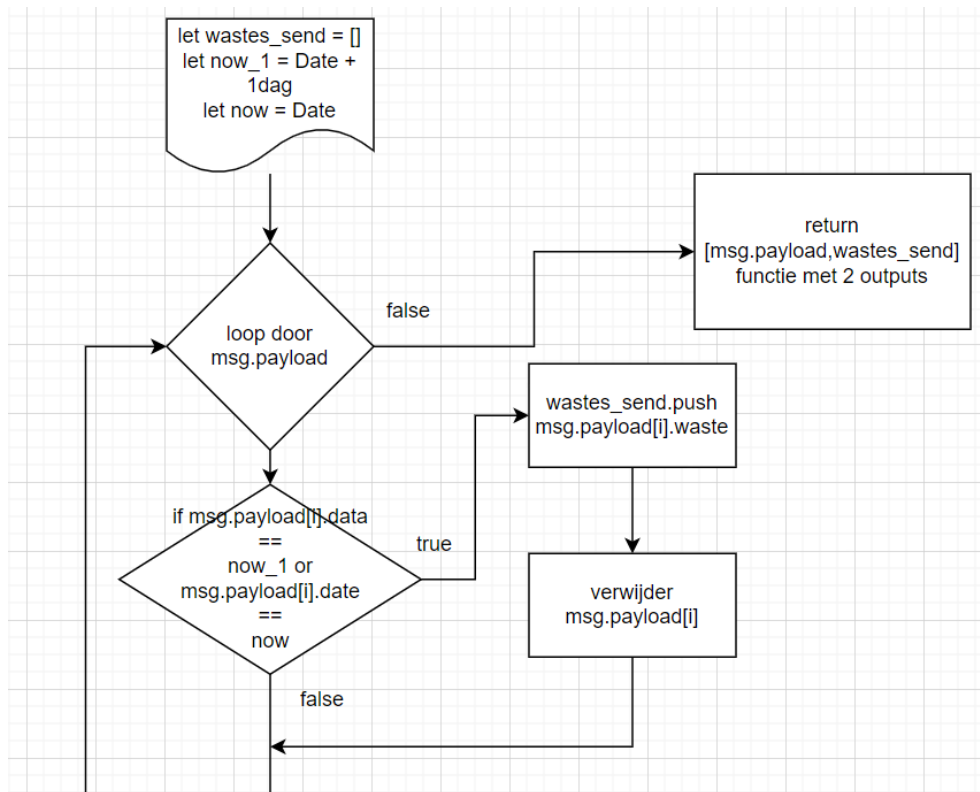 let wastes_send = []
let now_1 = Date +
1dag
let now = Date
return
[msg.payload,wastes_send]
functie met 2 outputs
false
loop door
msg.payload
wastes_send.push
msg.payload[i].waste
if msg.payload[i].data
==
now_1 or
msg.payload[i].date
==
now
true
verwijder
msg.payload[i]
false